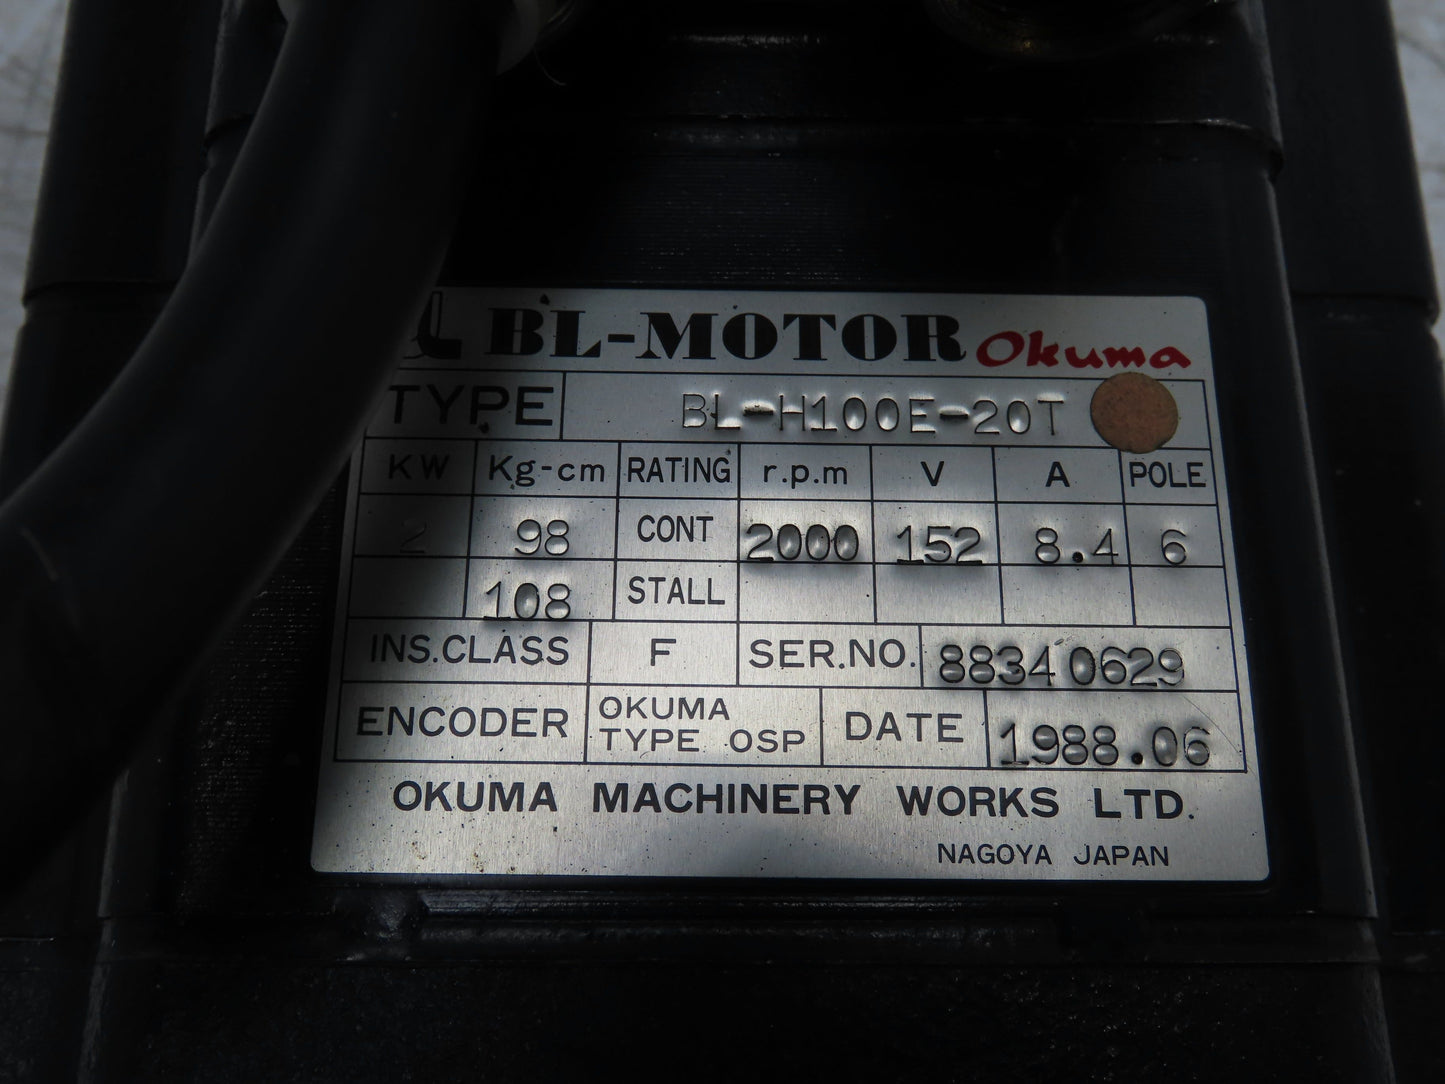 BL-MOTOR Okuma
TYPE BL-H100E-20T
KW Kg-cm RATING r.p.m V A POLE
2 98 CONT 2000 152 8.4 6
108 STALL
INS.CLASS F SER.NO. 88340629
ENCODER OKUMA TYPE OSP DATE 1988.06
OKUMA MACHINERY WORKS LTD.
NAGOYA JAPAN